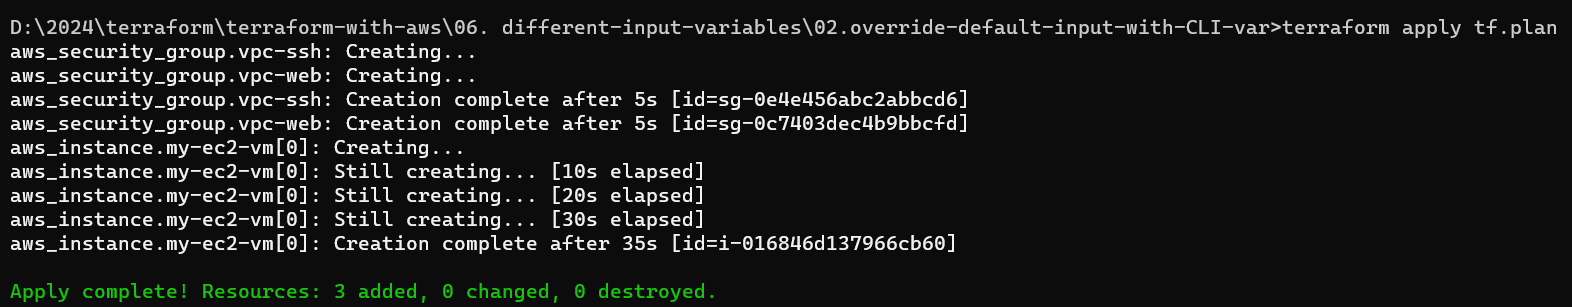 D:\2024\terraform\terraform-with-aws\06. different-input-variables\02.override-default-input-with-CLI-var>terraform apply tf.plan
aws_security_group.vpc-ssh: Creating...
aws_security_group.vpc-web: Creating...
aws_security_group.vpc-ssh: Creation complete after 5s [id=sg-0e4e456abc2abbcd6]
aws_security_group.vpc-web: Creation complete after 5s [id=sg-0c7403dec4b9bbcfd]
aws_instance.my-ec2-vm[0]: Creating...
aws_instance.my-ec2-vm[0]: Still creating... [10s elapsed]
aws_instance.my-ec2-vm[0]: Still creating... [20s elapsed]
aws_instance.my-ec2-vm[0]: Still creating... [30s elapsed]
aws_instance.my-ec2-vm[0]: Creation complete after 35s [id=i-016846d137966cb60]
Apply complete! Resources: 3 added, 0 changed, 0 destroyed.